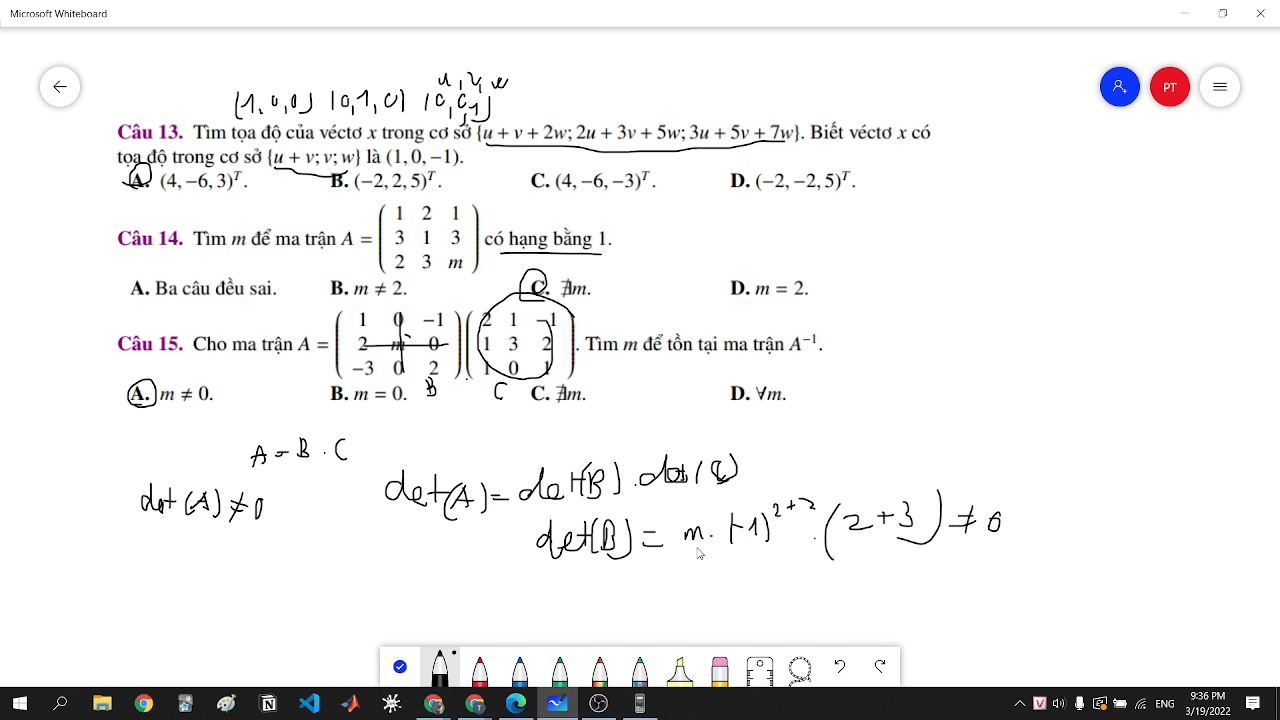 Microsoft Whiteboard
PT
u, v, w
(1, 0, 0) (0, 1, 0) (0, 0, 1)
Câu 13. Tìm tọa độ của véctơ x trong cơ sở {u + v + 2w; 2u + 3v + 5w; 3u + 5v + 7w}. Biết véctơ x có
tọa độ trong cơ sở {u + v; v; w} là (1, 0, −1).
A. (4, −6, 3)ᵀ. B. (−2, 2, 5)ᵀ. C. (4, −6, −3)ᵀ. D. (−2, −2, 5)ᵀ.
1 2 1
Câu 14. Tìm m để ma trận A = 3 1 3 có hạng bằng 1.
2 3 m
A. Ba câu đều sai. B. m ≠ 2. C. ∄m. D. m = 2.
1 0 −1 2 1 −1
Câu 15. Cho ma trận A = 2 m 0 1 3 2 . Tìm m để tồn tại ma trận A⁻¹.
−3 0 2 1 0 1
B C
A. m ≠ 0. B. m = 0. C. ∄m. D. ∀m.
A = B . C
det(A) = det(B) . det(C)
det(A) ≠ 0
det(B) = m. (-1)²⁺² . (2+3) ≠ 0
ENG
9:36 PM
3/19/2022